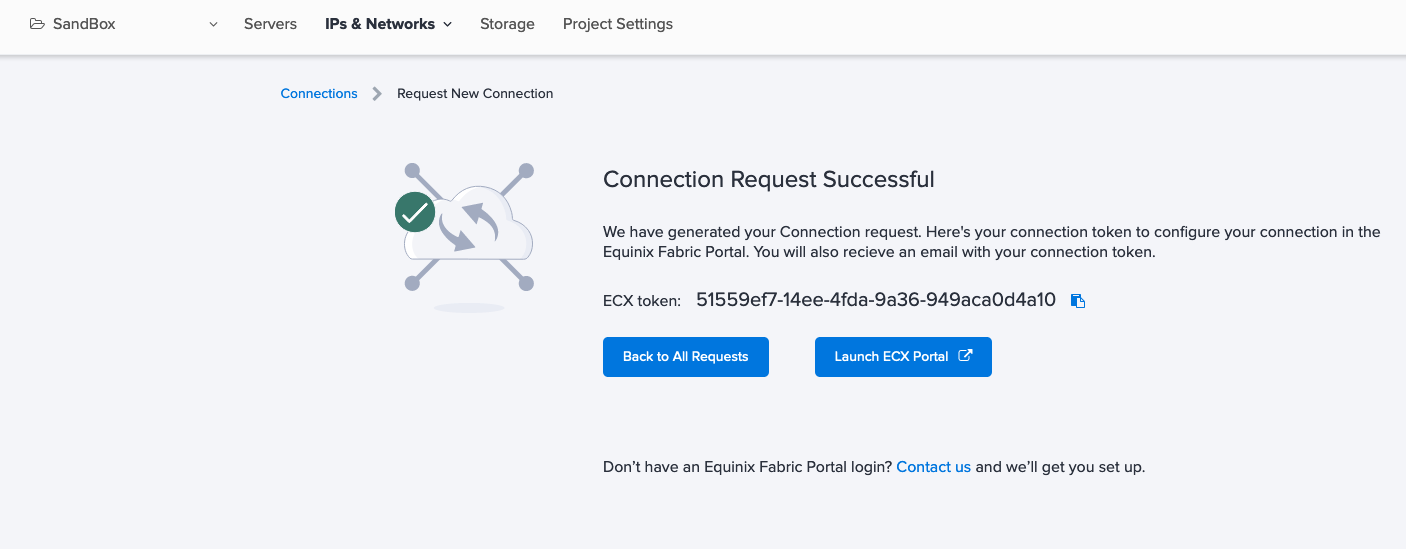 SandBox Servers IPs & Networks Storage Project Settings
Connections Request New Connection
Connection Request Successful
We have generated your Connection request. Here's your connection token to configure your connection in the
Equinix Fabric Portal. You will also recieve an email with your connection token.
ECX token: 51559ef7-14ee-4fda-9a36-949aca0d4a10
Back to All Requests Launch ECX Portal
Don’t have an Equinix Fabric Portal login? Contact us and we’ll get you set up.